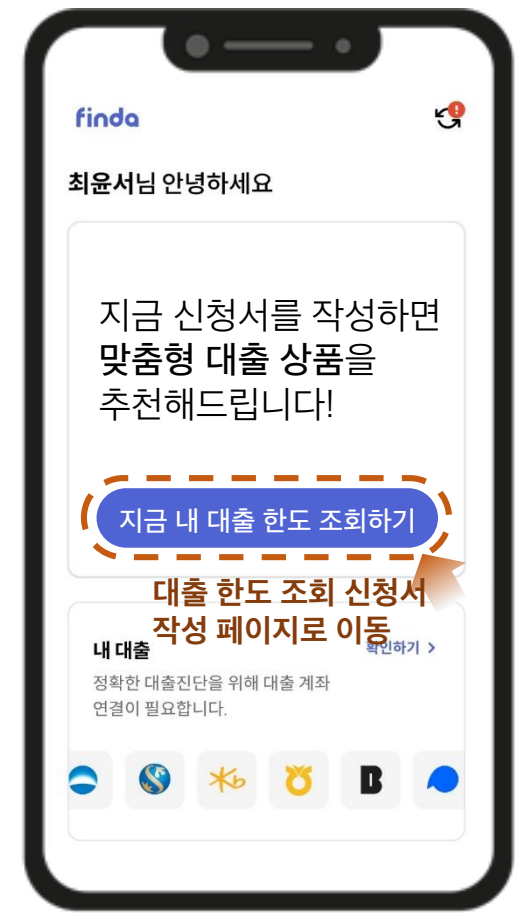 finda
최윤서님 안녕하세요
지금 신청서를 작성하면
맞춤형 대출 상품을
추천해드립니다!
지금 내 대출 한도 조회하기
대출 한도 조회 신청서
작성 페이지로 이동
내 대출 확인하기 >
정확한 대출진단을 위해 대출 계좌
연결이 필요합니다.